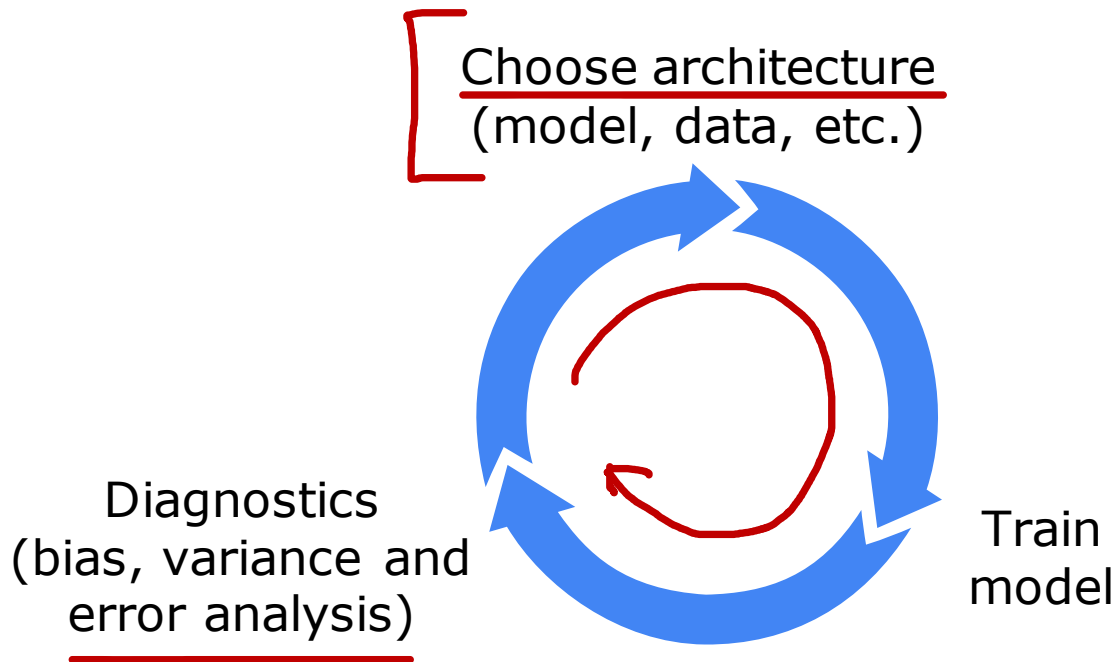 Choose architecture
(model, data, etc.)
Train
model
Diagnostics
(bias, variance and
error analysis)